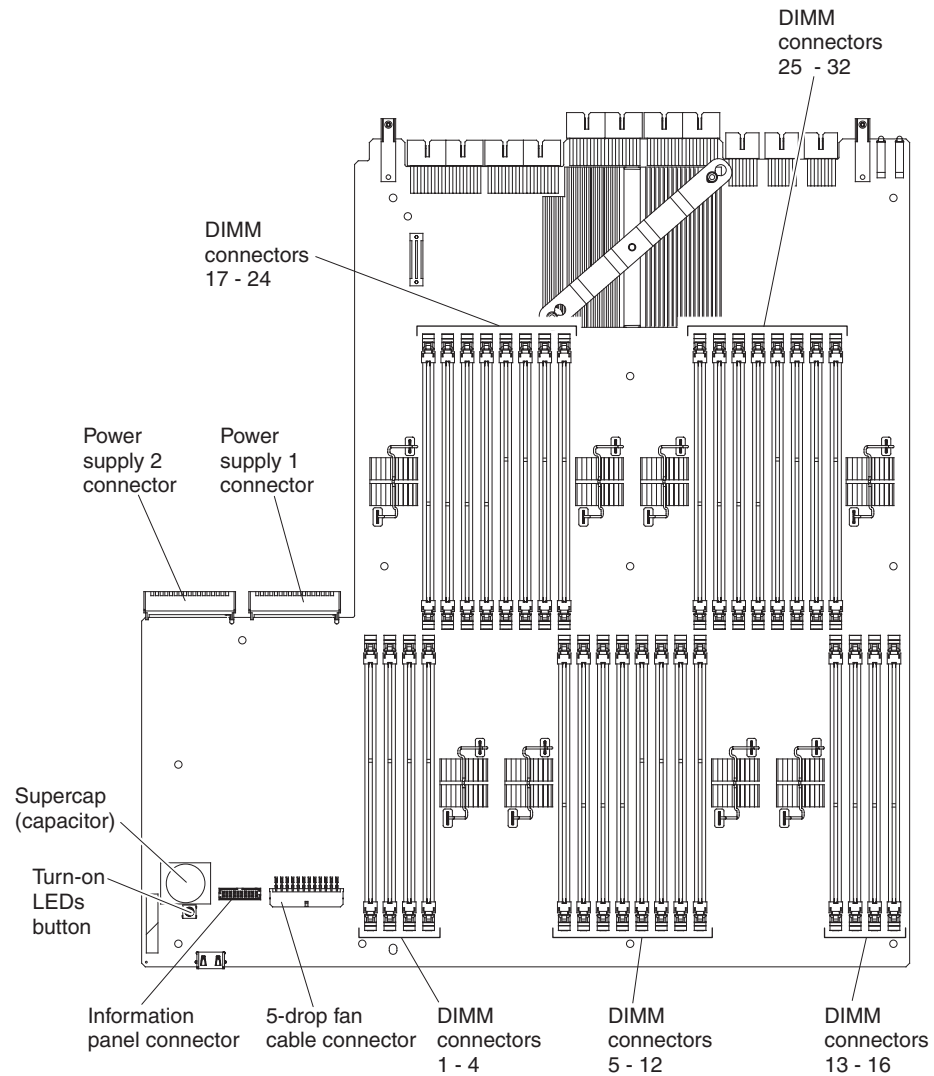 DIMM
connectors
25 - 32
DIMM
connectors
17 - 24
Power
supply 2
connector
Power
supply 1
connector
Supercap
(capacitor)
Turn-on
LEDs
button
Information
panel connector
5-drop fan
cable connector
DIMM
connectors
1 - 4
DIMM
connectors
5 - 12
DIMM
connectors
13 - 16